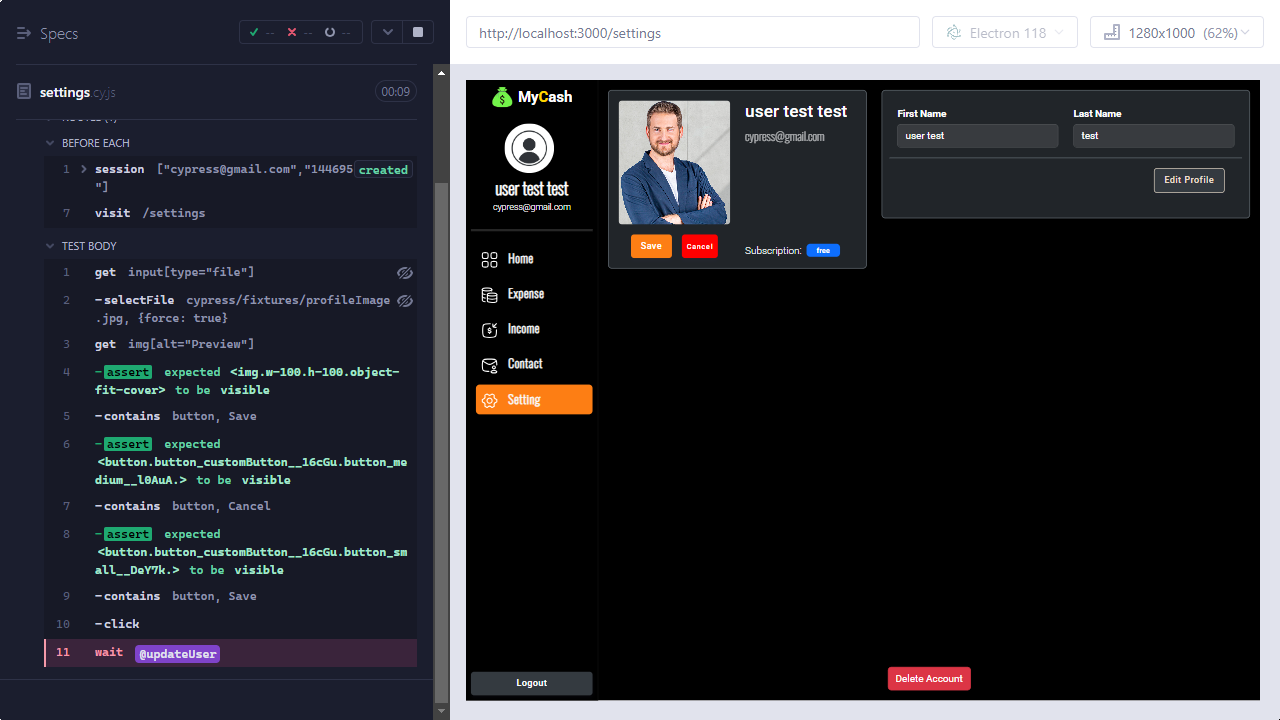 Specs
-- -- --
http://localhost:3000/settings
Electron 118
1280x1000 (62%)
settings.cy.js
00:09
BEFORE EACH
1 session ["cypress@gmail.com","144695 created
"]
7 visit /settings
TEST BODY
1 get input[type="file"]
2 -selectFile cypress/fixtures/profileImage
.jpg, {force: true}
3 get img[alt="Preview"]
4 -assert expected <img.w-100.h-100.object-
fit-cover> to be visible
5 -contains button, Save
6 -assert expected
<button.button_customButton__16cGu.button_me
dium__l0AuA.> to be visible
7 -contains button, Cancel
8 -assert expected
<button.button_customButton__16cGu.button_sm
all__DeY7k.> to be visible
9 -contains button, Save
10 -click
11 wait @updateUser
MyCash
user test test
cypress@gmail.com
Home
Expense
Income
Contact
Setting
Logout
user test test
cypress@gmail.com
Save
Cancel
Subscription: free
First Name
Last Name
user test
test
Edit Profile
Delete Account